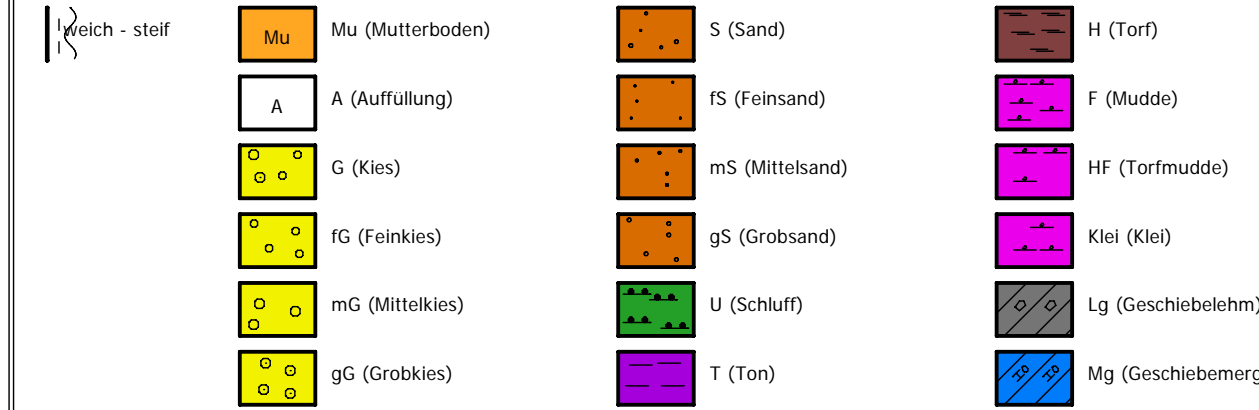 weich - steif
Mu
Mu (Mutterboden)
A
A (Auffüllung)
G (Kies)
fG (Feinkies)
mG (Mittelkies)
gG (Grobkies)
S (Sand)
fS (Feinsand)
mS (Mittelsand)
gS (Grobsand)
U (Schluff)
T (Ton)
H (Torf)
F (Mudde)
HF (Torfmudde)
Klei (Klei)
Lg (Geschiebelehm)
Mg (Geschiebemerg